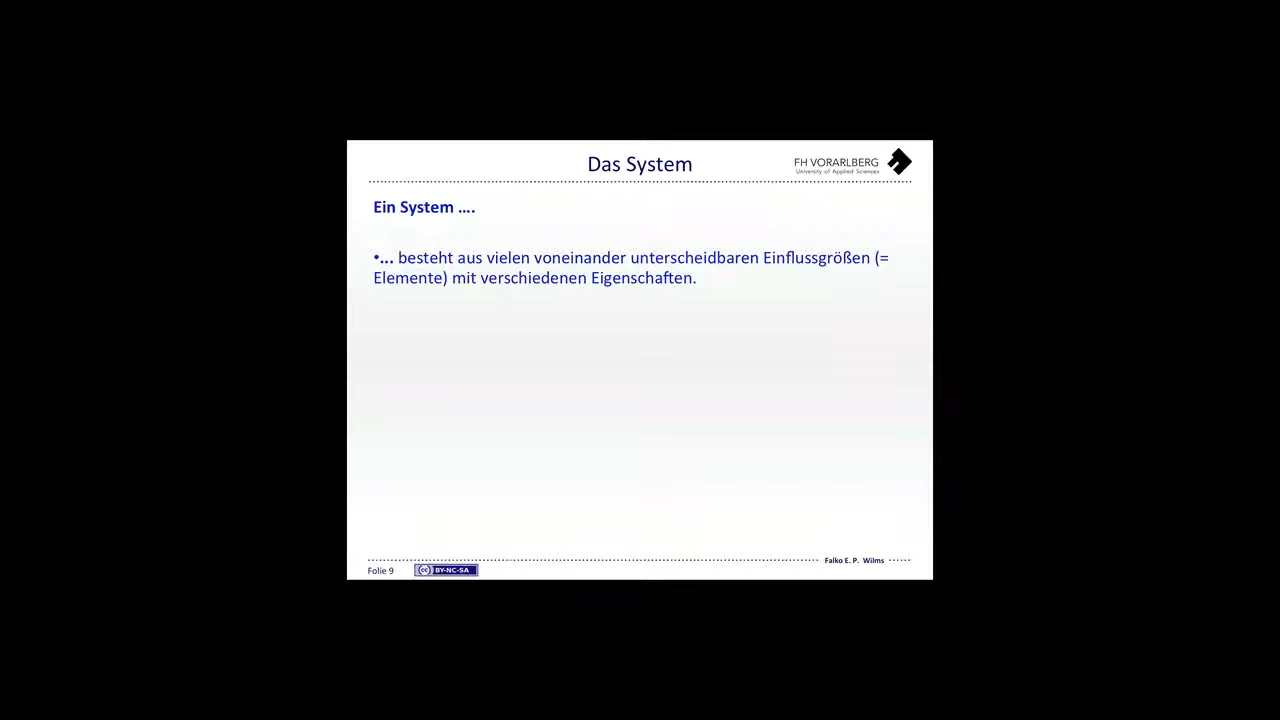 Das System
FH VORARLBERG
University of Applied Sciences
Ein System ....
•... besteht aus vielen voneinander unterscheidbaren Einflussgrößen (=
Elemente) mit verschiedenen Eigenschaften.
Falko E. P. Wilms
Folie 9
cc BY-NC-SA